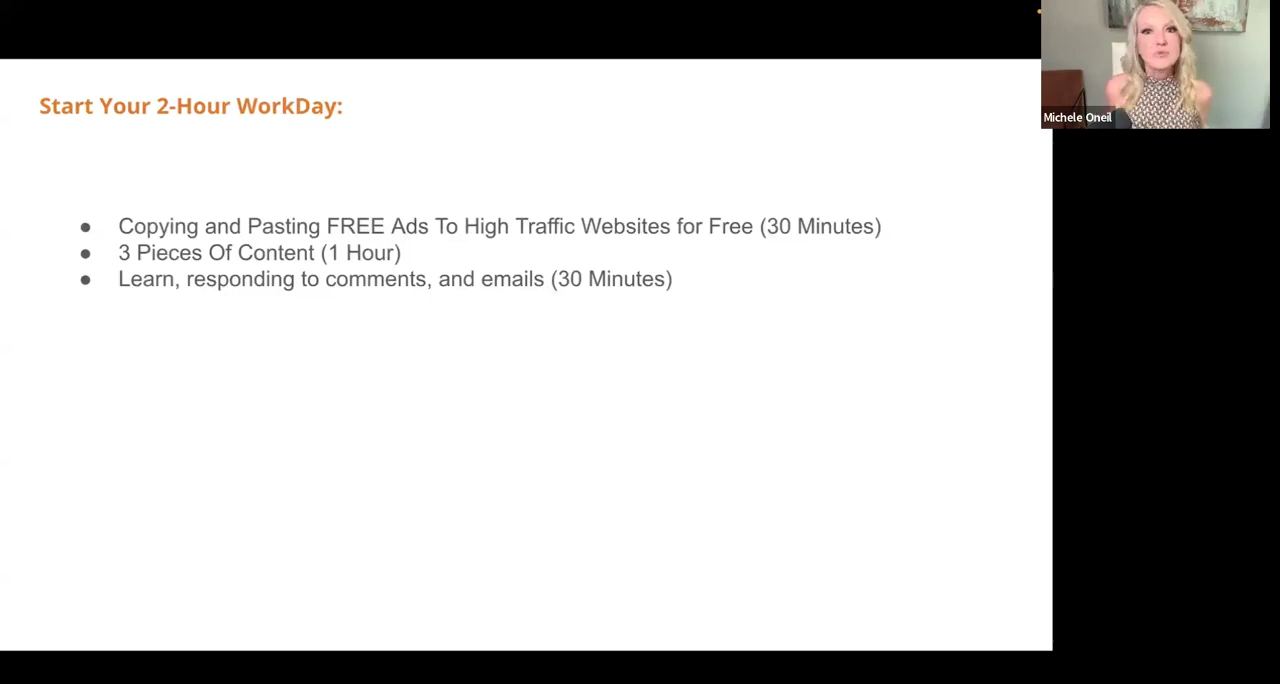 Start Your 2-Hour WorkDay:
● Copying and Pasting FREE Ads To High Traffic Websites for Free (30 Minutes)
● 3 Pieces Of Content (1 Hour)
● Learn, responding to comments, and emails (30 Minutes)
Michele Oneil